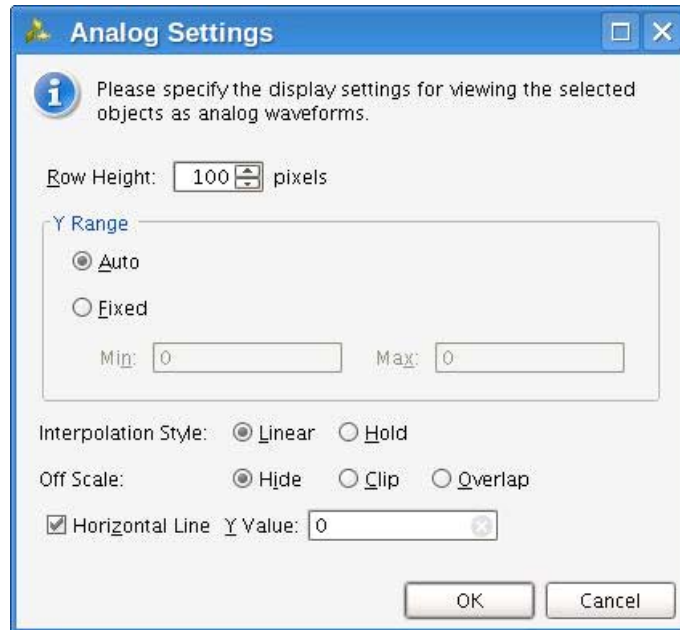 Analog Settings
Please specify the display settings for viewing the selected
objects as analog waveforms.
Row Height: 100 pixels
Y Range
Auto
Fixed
Min: 0 Max: 0
Interpolation Style: Linear Hold
Off Scale: Hide Clip Overlap
Horizontal Line Y Value: 0
OK Cancel